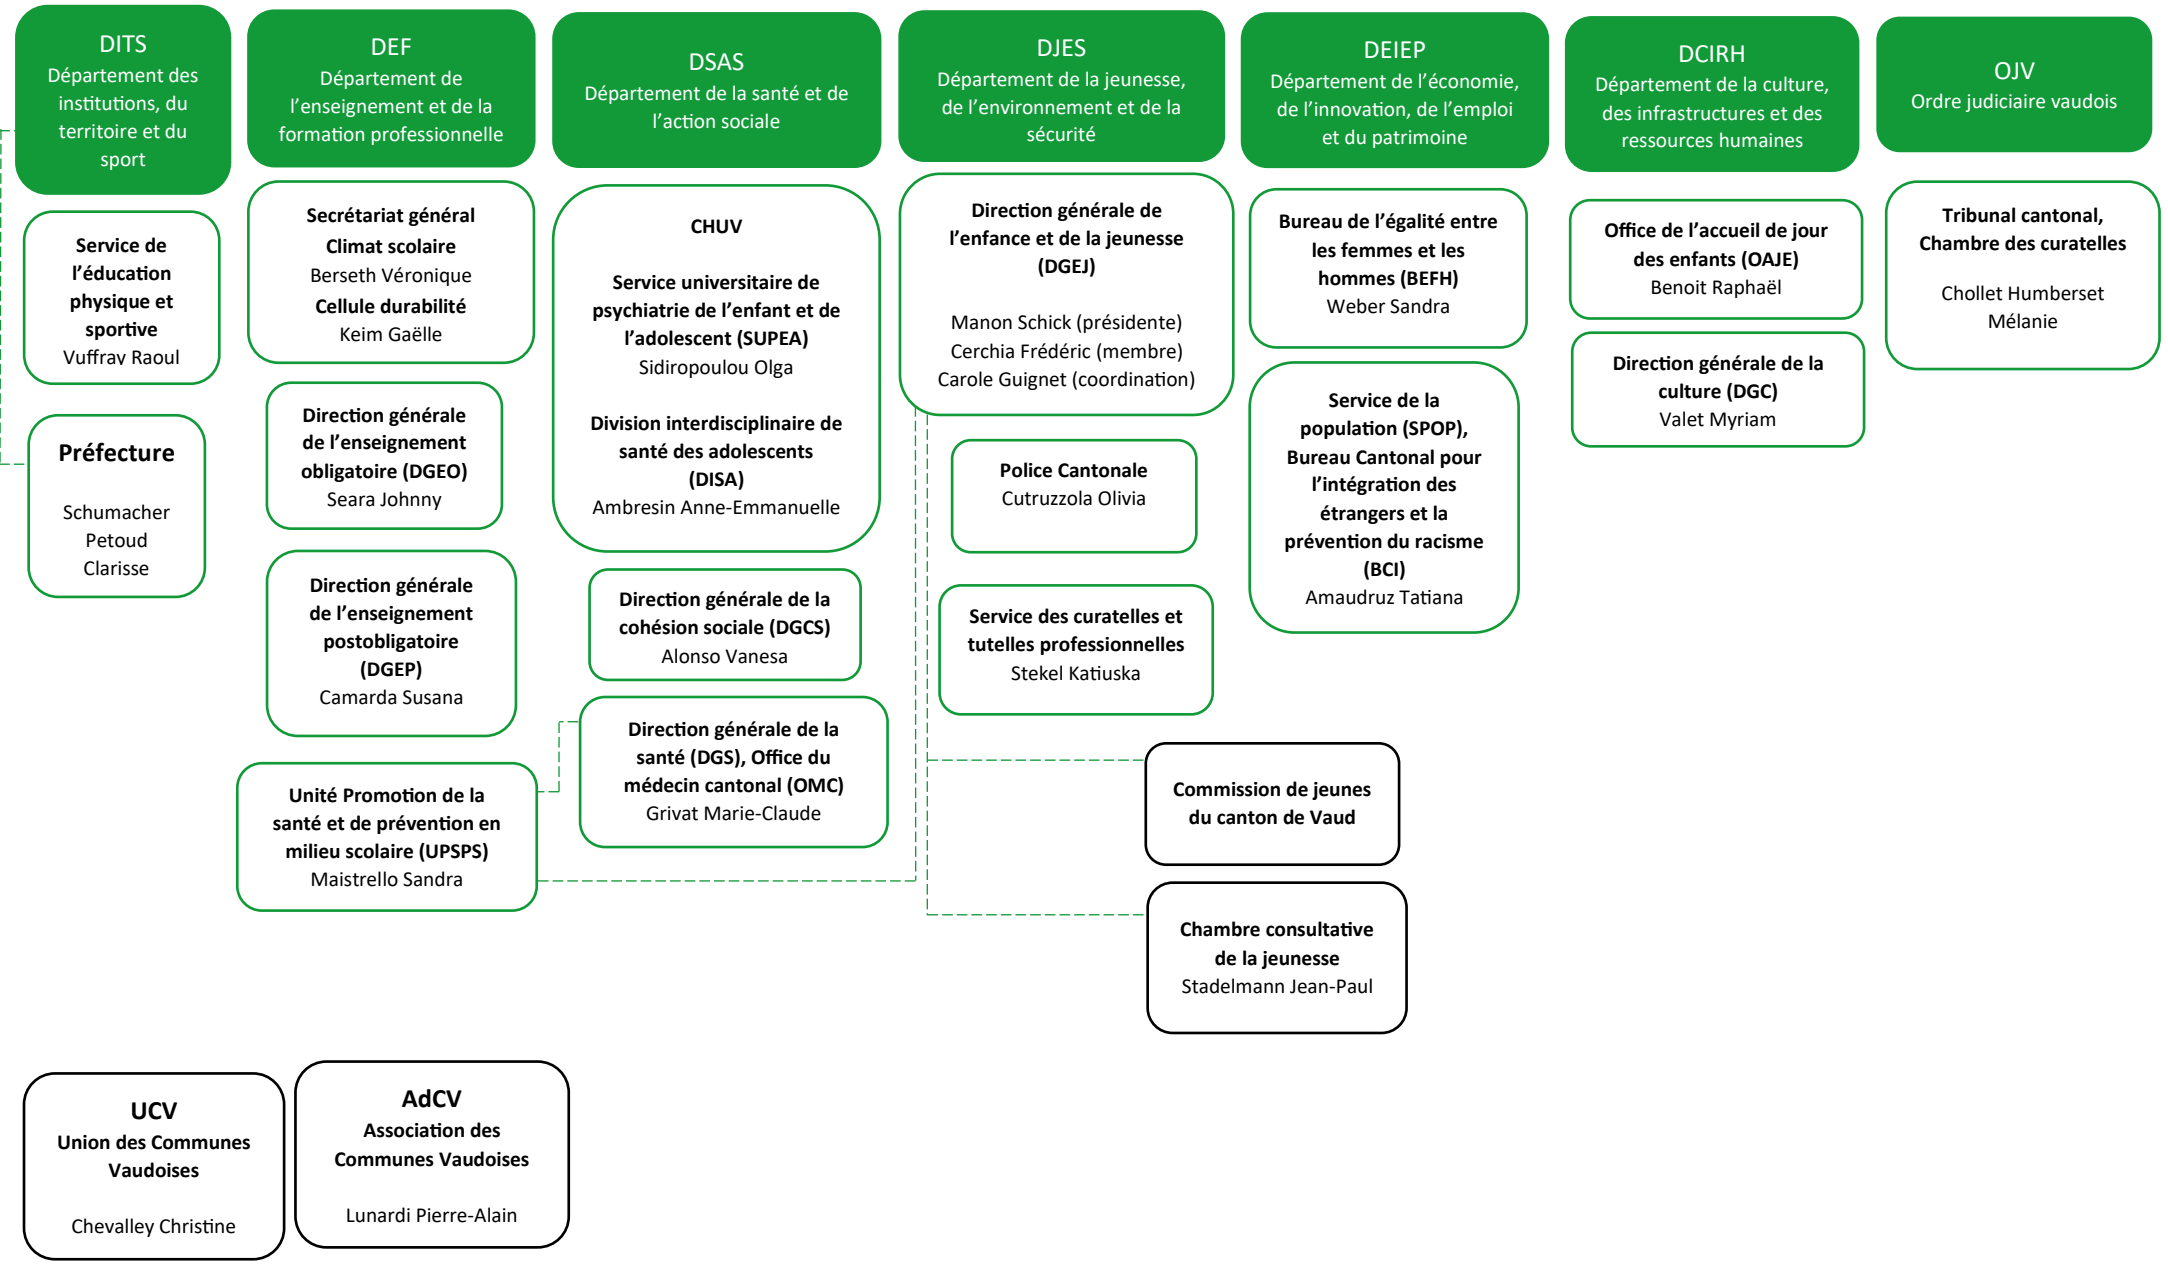 DITS
Département des
institutions, du
territoire et du
sport
DEF
Département de
l’enseignement et de la
formation professionnelle
DSAS
Département de la santé et de
l’action sociale
DJES
Département de la jeunesse,
de l’environnement et de la
sécurité
DEIEP
Département de l’économie,
de l’innovation, de l’emploi
et du patrimoine
DCIRH
Département de la culture,
des infrastructures et des
ressources humaines
OJV
Ordre judiciaire vaudois
Service de
l’éducation
physique et
sportive
Vuffray Raoul
Préfecture
Schumacher
Petoud
Clarisse
Secrétariat général
Climat scolaire
Berseth Véronique
Cellule durabilité
Keim Gaëlle
Direction générale
de l’enseignement
obligatoire (DGEO)
Seara Johnny
Direction générale
de l’enseignement
postobligatoire
(DGEP)
Camarda Susana
Unité Promotion de la
santé et de prévention en
milieu scolaire (UPSPS)
Maistrello Sandra
CHUV
Service universitaire de
psychiatrie de l’enfant et de
l’adolescent (SUPEA)
Sidiropoulou Olga
Division interdisciplinaire de
santé des adolescents
(DISA)
Ambresin Anne-Emmanuelle
Direction générale de la
cohésion sociale (DGCS)
Alonso Vanesa
Direction générale de la
santé (DGS), Office du
médecin cantonal (OMC)
Grivat Marie-Claude
Direction générale de
l’enfance et de la jeunesse
(DGEJ)
Manon Schick (présidente)
Cerchia Frédéric (membre)
Carole Guignet (coordination)
Police Cantonale
Cutruzzola Olivia
Service des curatelles et
tutelles professionnelles
Stekel Katiuska
Commission de jeunes
du canton de Vaud
Chambre consultative
de la jeunesse
Stadelmann Jean-Paul
Bureau de l’égalité entre
les femmes et les
hommes (BEFH)
Weber Sandra
Service de la
population (SPOP),
Bureau Cantonal pour
l’intégration des
étrangers et la
prévention du racisme
(BCI)
Amaudruz Tatiana
Office de l’accueil de jour
des enfants (OAJE)
Benoit Raphaël
Direction générale de la
culture (DGC)
Valet Myriam
Tribunal cantonal,
Chambre des curatelles
Chollet Humberset
Mélanie
UCV
Union des Communes
Vaudoises
Chevalley Christine
AdCV
Association des
Communes Vaudoises
Lunardi Pierre-Alain